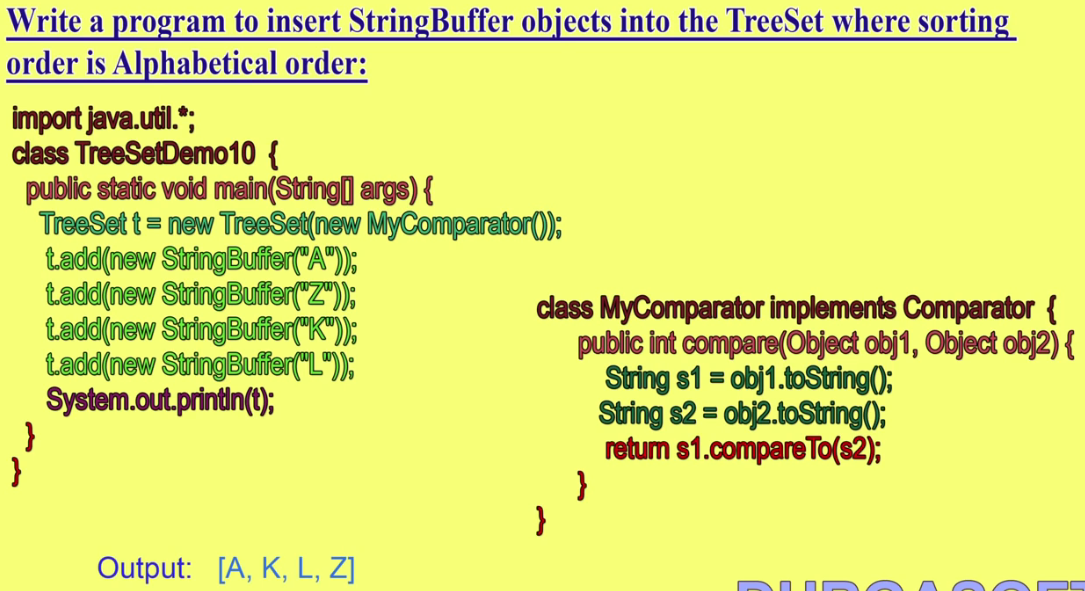 Write a program to insert StringBuffer objects into the TreeSet where sorting
order is Alphabetical order:
import java.util.*;
class TreeSetDemo10 {
public static void main(String[] args) {
TreeSet t = new TreeSet(new MyComparator());
t.add(new StringBuffer("A"));
t.add(new StringBuffer("Z"));
t.add(new StringBuffer("K"));
t.add(new StringBuffer("L"));
System.out.println(t);
}
}
class MyComparator implements Comparator {
public int compare(Object obj1, Object obj2) {
String s1 = obj1.toString();
String s2 = obj2.toString();
return s1.compareTo(s2);
}
}
Output: [A, K, L, Z]